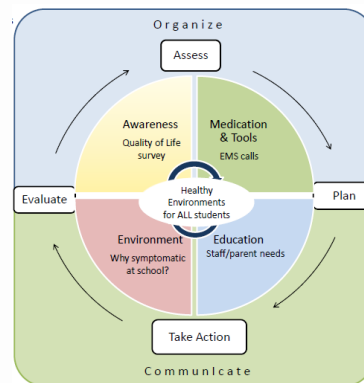 Organize
Assess
Awareness
Quality of Life
survey
Medication
& Tools
EMS calls
Evaluate
Healthy
Environments
for ALL students
Plan
Environment
Why symptomatic
at school?
Education
Staff/parent needs
Take Action
Communicate